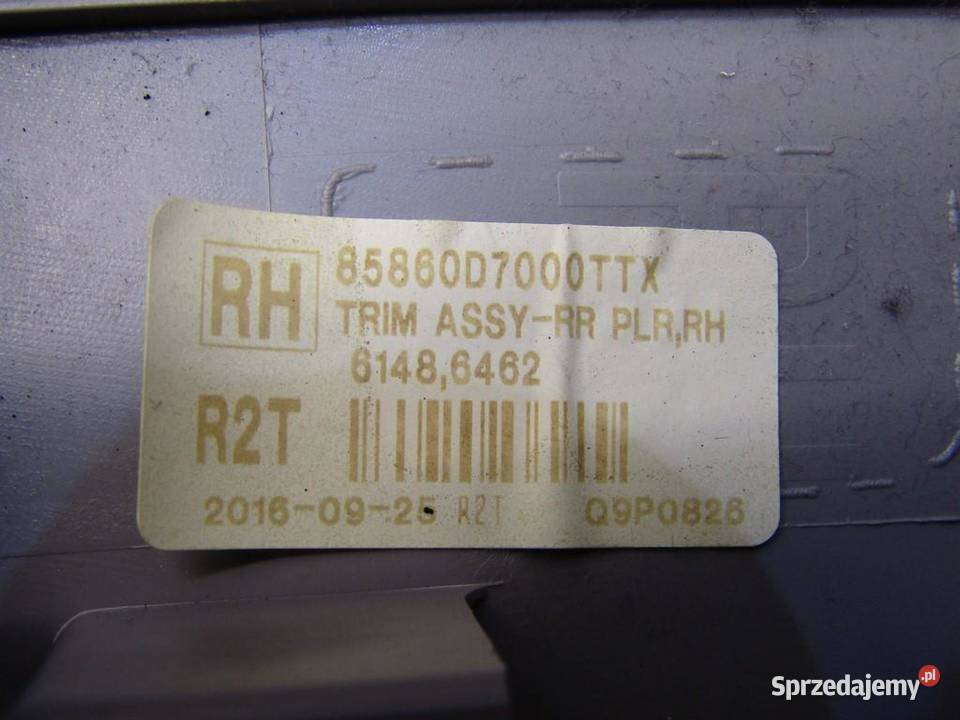 RH
85860D7000TTX
TRIM ASSY-RR PLR,RH
6148,6462
R2T
2016-09-25 R2T Q9P0826
Sprzedajemy.pl